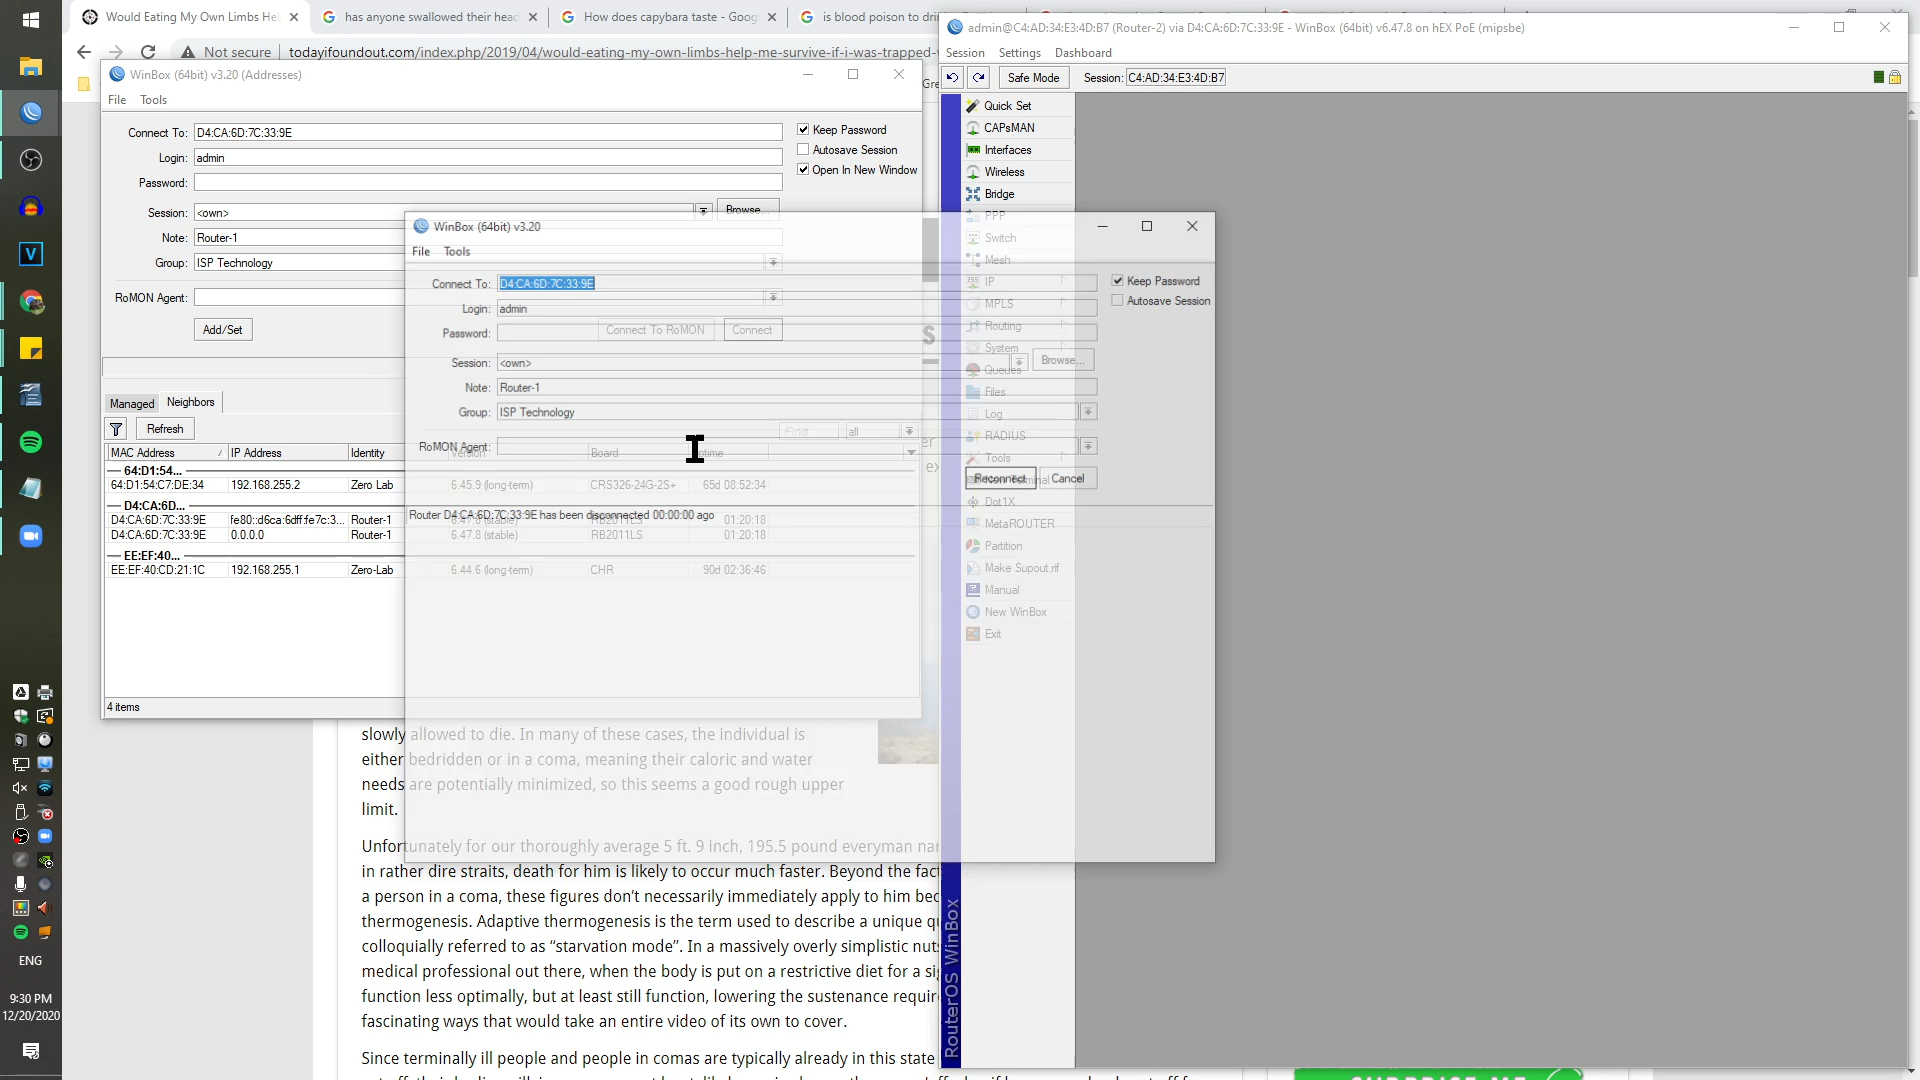 Would Eating My Own Limbs He
has anyone swallowed their head
How does capybara taste - Goog
is blood poison to dri
Not secure
todayifoundout.com/index.php/2019/04/would-eating-my-own-limbs-help-me-survive-if-i-was-trapped-
WinBox (64bit) v3.20 (Addresses)
File Tools
Connect To: D4:CA:6D:7C:33:9E
Keep Password
Login: admin
Autosave Session
Open In New Window
Password:
Session: <own>
Browse...
Note: Router-1
Group: ISP Technology
RoMON Agent:
Add/Set
Connect To RoMON
Connect
Managed
Neighbors
Refresh
Find
all
MAC Address IP Address Identity Version Board Uptime
64:D1:54...
64:D1:54:C7:DE:34 192.168.255.2 Zero Lab 6.45.9 (long-term) CRS326-24G-2S+ 65d 08:52:34
D4:CA:6D...
D4:CA:6D:7C:33:9E fe80::d6ca:6dff:fe7c:3... Router-1 6.47.8 (stable) RB2011LS 01:20:18
D4:CA:6D:7C:33:9E 0.0.0.0 Router-1 6.47.8 (stable) RB2011LS 01:20:18
EE:EF:40...
EE:EF:40:CD:21:1C 192.168.255.1 Zero-Lab 6.44.6 (long-term) CHR 90d 02:36:46
4 items
WinBox (64bit) v3.20
File Tools
Connect To: D4:CA:6D:7C:33:9E
Keep Password
Login: admin
Autosave Session
Password:
Session: <own>
Browse...
Note: Router-1
Group: ISP Technology
RoMON Agent:
Reconnect
Cancel
Router D4:CA:6D:7C:33:9E has been disconnected 00:00:00 ago
admin@C4:AD:34:E3:4D:B7 (Router-2) via D4:CA:6D:7C:33:9E - WinBox (64bit) v6.47.8 on hEX PoE (mipsbe)
Session Settings Dashboard
Safe Mode
Session: C4:AD:34:E3:4D:B7
Quick Set
CAPsMAN
Interfaces
Wireless
Bridge
PPP
Switch
Mesh
IP
MPLS
Routing
System
Queues
Files
Log
RADIUS
Tools
New Terminal
Dot1X
MetaROUTER
Partition
Make Supout.rif
Manual
New WinBox
Exit
RouterOS WinBox
slowly allowed to die. In many of these cases, the individual is
either bedridden or in a coma, meaning their caloric and water
needs are potentially minimized, so this seems a good rough upper
limit.
Unfortunately for our thoroughly average 5 ft. 9 inch, 195.5 pound everyman
in rather dire straits, death for him is likely to occur much faster. Beyond the fact
a person in a coma, these figures don't necessarily immediately apply to him bec
thermogenesis. Adaptive thermogenesis is the term used to describe a unique
colloquially referred to as "starvation mode". In a massively overly simplistic nuts
medical professional out there, when the body is put on a restrictive diet for a si
function less optimally, but at least still function, lowering the sustenance requir
fascinating ways that would take an entire video of its own to cover.
Since terminally ill people and people in comas are typically already in this state
ENG
9:30 PM
12/20/2020